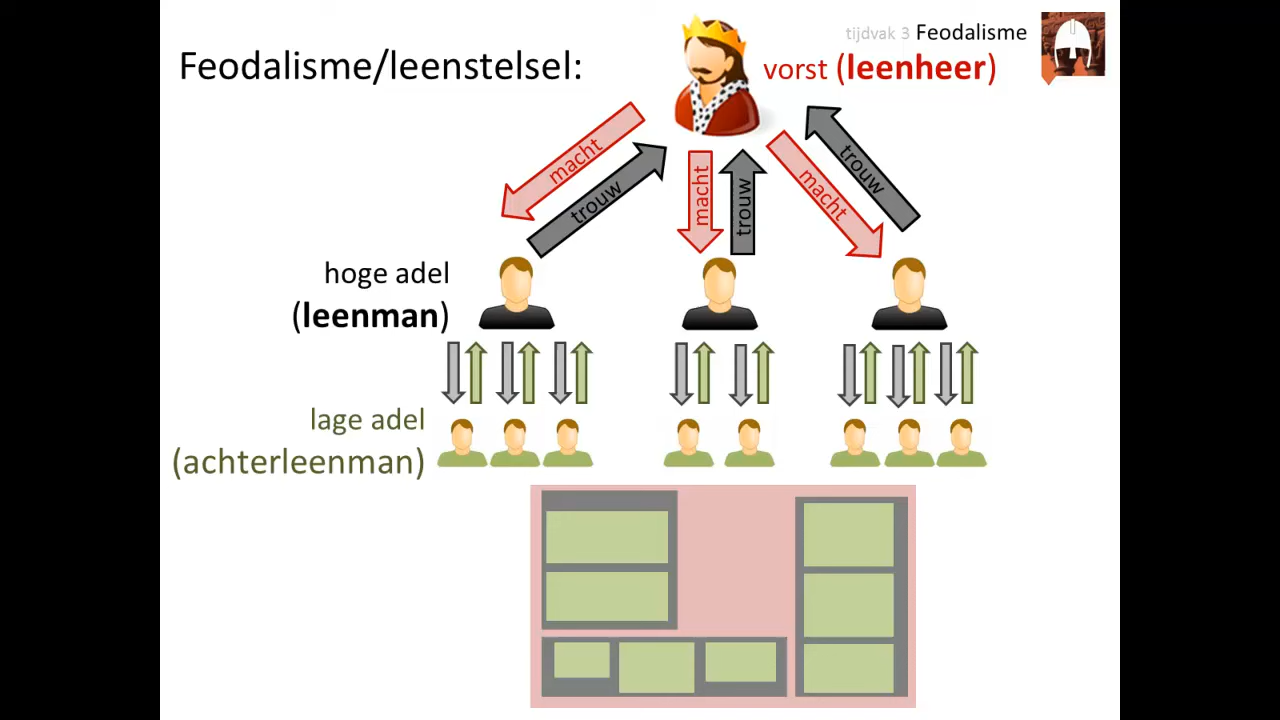 tijdvak 3 Feodalisme
Feodalisme/leenstelsel:
vorst (leenheer)
macht
trouw
macht
trouw
macht
trouw
hoge adel
(leenman)
lage adel
(achterleenman)